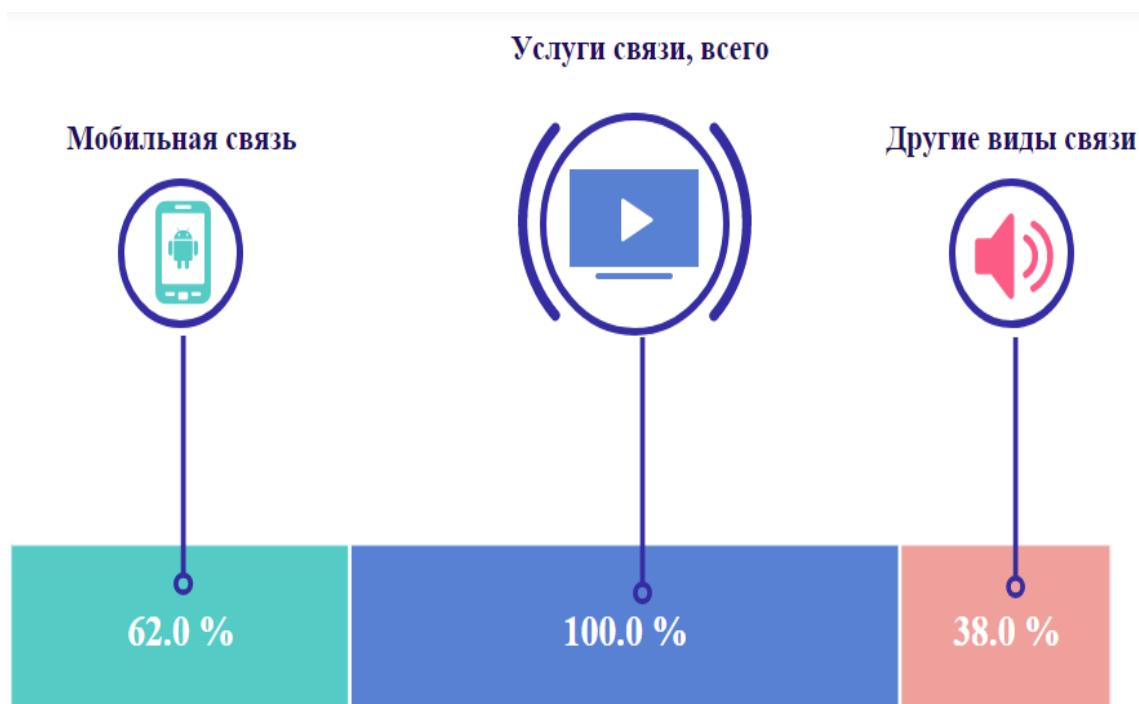 Услуги связи, всего
Мобильная связь
Другие виды связи
62.0 %
100.0 %
38.0 %